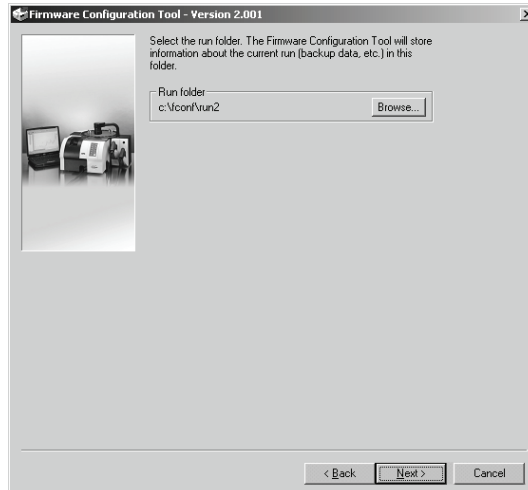 Firmware Configuration Tool - Version 2.001
Select the run folder. The Firmware Configuration Tool will store
information about the current run (backup data, etc.) in this
folder.
Run folder
c:\fconf\run2
Browse...
< Back
Next >
Cancel